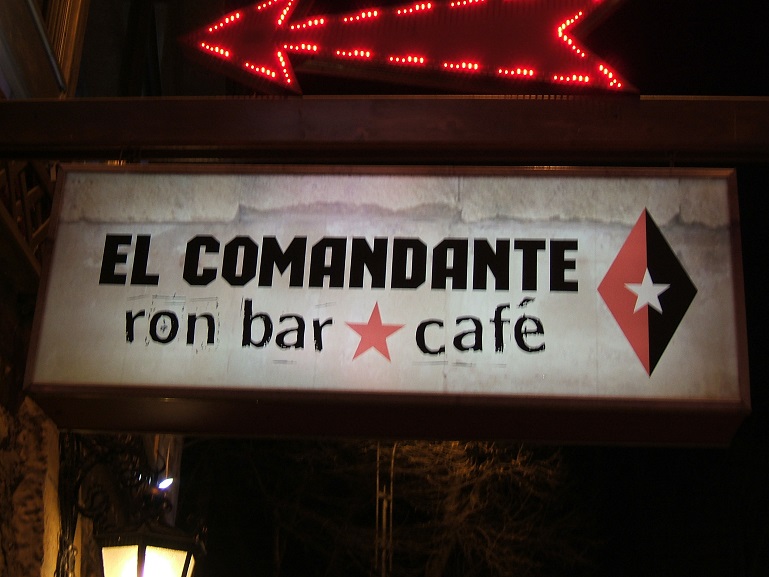 EL COMANDANTE
ron bar ★ café